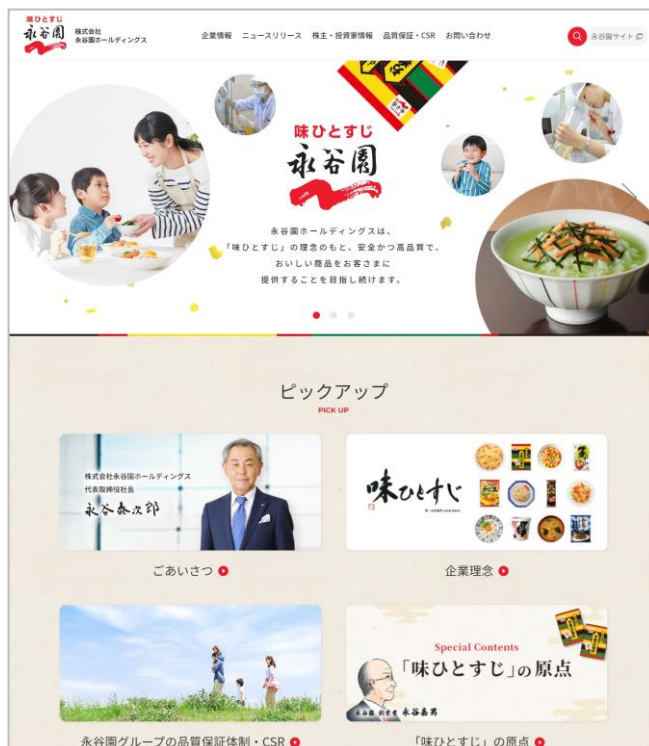 味ひとすじ
永谷園
株式会社
永谷園ホールディングス
企業情報 ニュースリリース 株主・投資家情報 品質保証・CSR お問い合わせ
永谷園サイト
味ひとすじ
永谷園
永谷園ホールディングスは、
「味ひとすじ」の理念のもと、安全かつ高品質で、
おいしい商品をお客さまに
提供することを目指し続けます。
ピックアップ
PICK UP
株式会社永谷園ホールディングス
代表取締役社長
永谷泰次郎
ごあいさつ
味ひとすじ
企業理念
永谷園グループの品質保証体制・CSR
Special Contents
「味ひとすじ」の原点
永谷園 創業者 永谷嘉男
「味ひとすじ」の原点